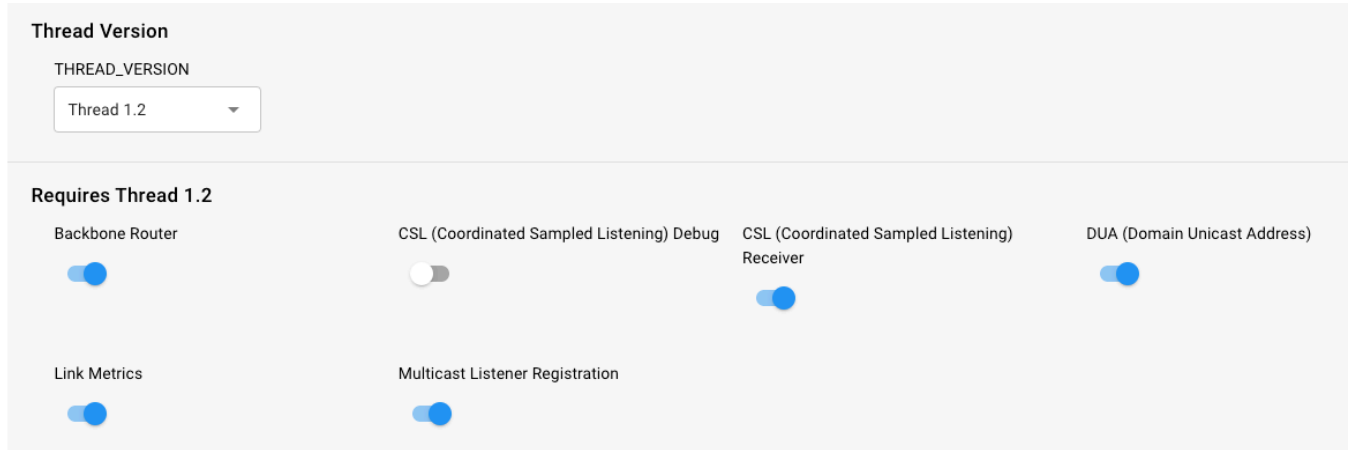 Thread Version
THREAD_VERSION
Thread 1.2
Requires Thread 1.2
Backbone Router
CSL (Coordinated Sampled Listening) Debug
CSL (Coordinated Sampled Listening)
Receiver
DUA (Domain Unicast Address)
Link Metrics
Multicast Listener Registration